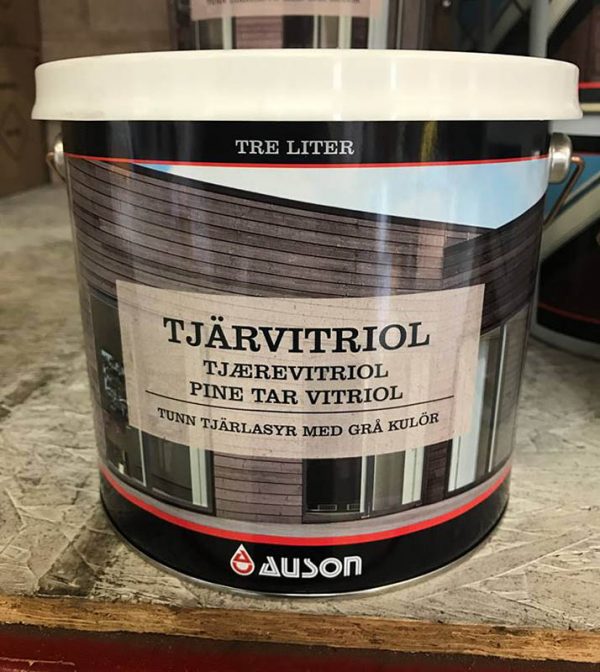 TRE LITER
TJÄRVITRIOL
TJÆREVITRIOL
PINE TAR VITRIOL
TUNN TJÄRLASYR MED GRÅ KULÖR
AUSON